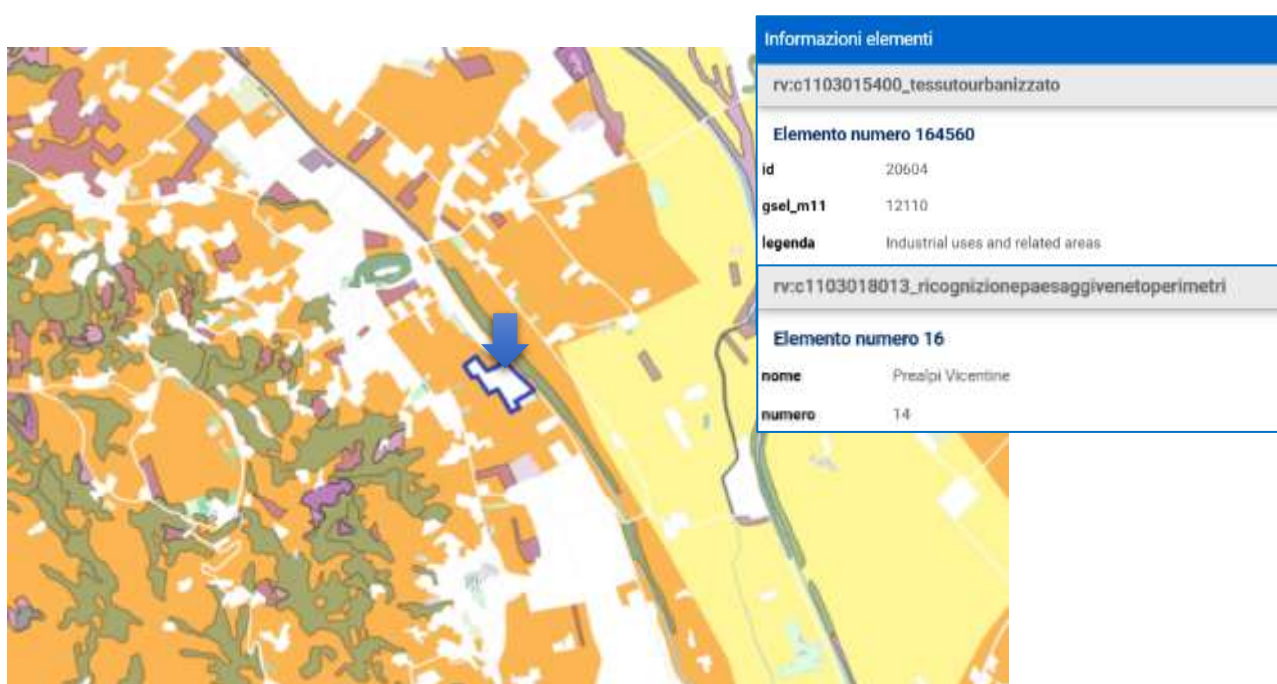 Informazioni elementi
rv:c1103015400_tessutourbanizzato
Elemento numero 164560
id 20604
gsel_m11 12110
legenda Industrial uses and related areas
rv:c1103018013_ricognizionepaesaggivenetoperimetri
Elemento numero 16
nome Prealpi Vicentine
numero 14